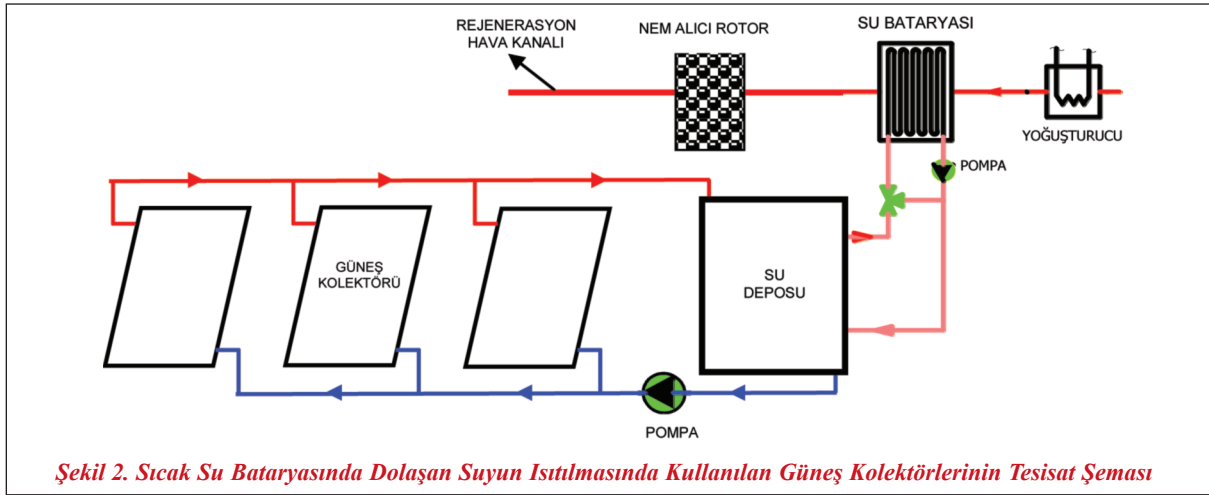 REJENERASYON
HAVA KANALI
NEM ALICI ROTOR
SU BATARYASI
YOĞUŞTURUCU
POMPA
GÜNEŞ
KOLEKTÖRÜ
SU
DEPOSU
POMPA
Şekil 2. Sıcak Su Bataryasında Dolaşan Suyun Isıtılmasında Kullanılan Güneş Kolektörlerinin Tesisat Şeması